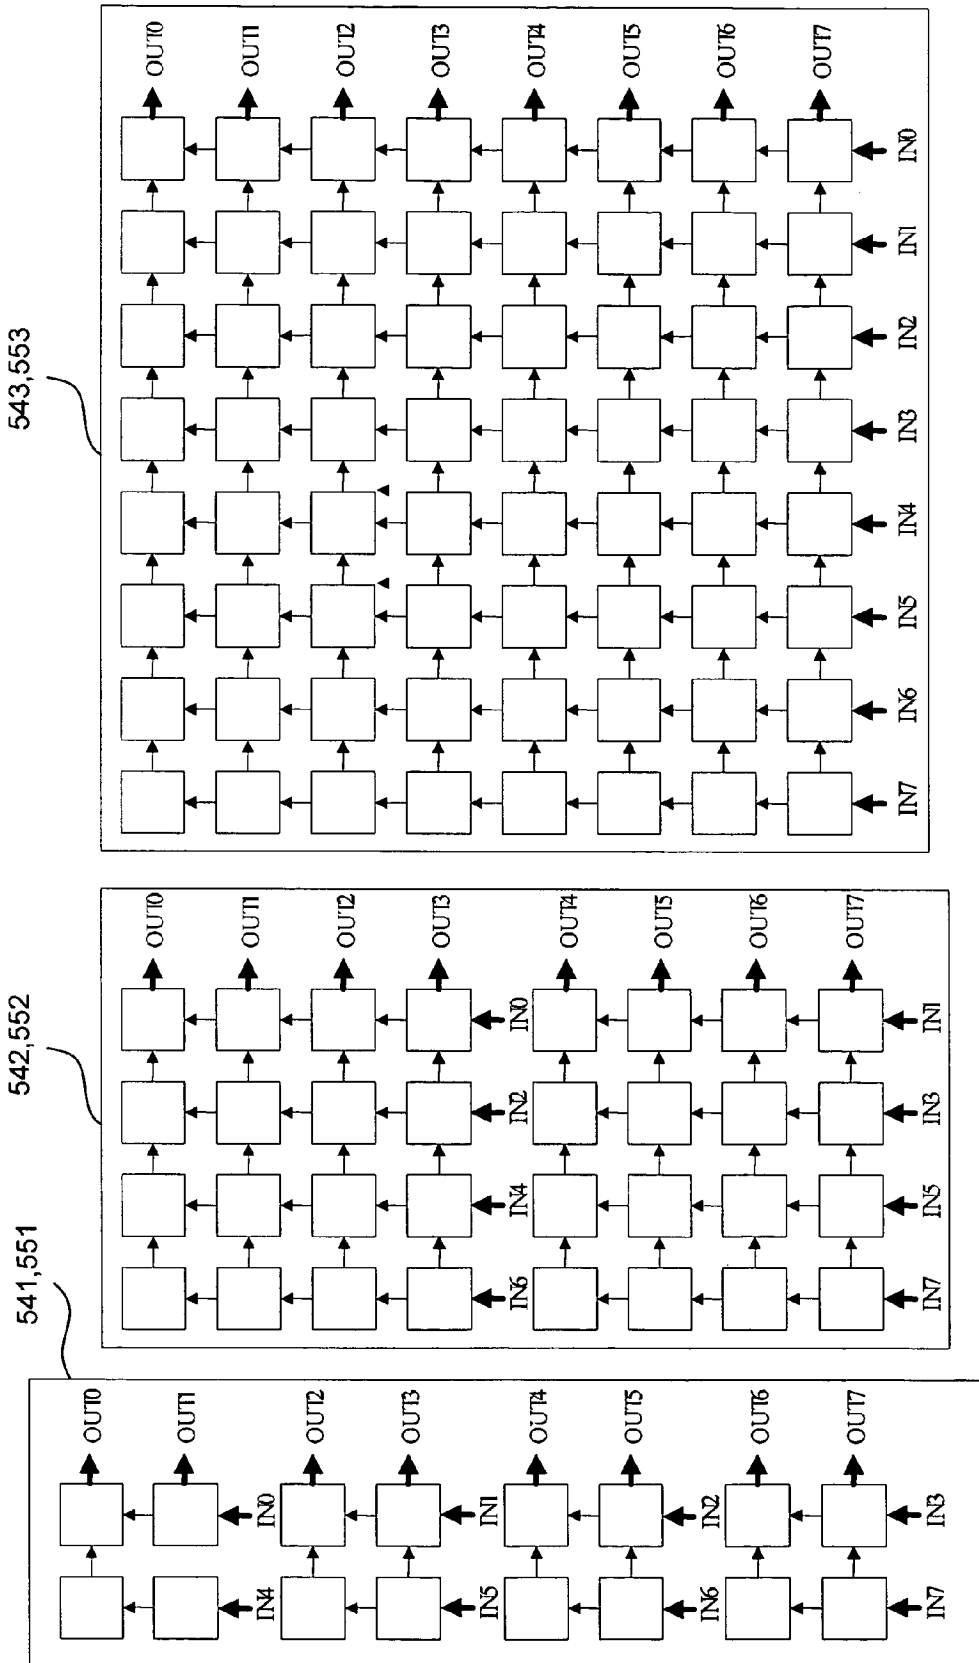 543,553
OUT0
OUT1
OUT2
OUT3
OUT4
OUT5
OUT6
OUT7
IN7
IN6
IN5
IN4
IN3
IN2
IN1
IN0
542,552
OUT0
OUT1
OUT2
OUT3
IN6
IN4
IN2
IN0
OUT4
OUT5
OUT6
OUT7
IN7
IN5
IN3
IN1
541,551
OUT0
OUT1
IN4
IN0
OUT2
OUT3
IN5
IN1
OUT4
OUT5
IN6
IN2
OUT6
OUT7
IN7
IN3